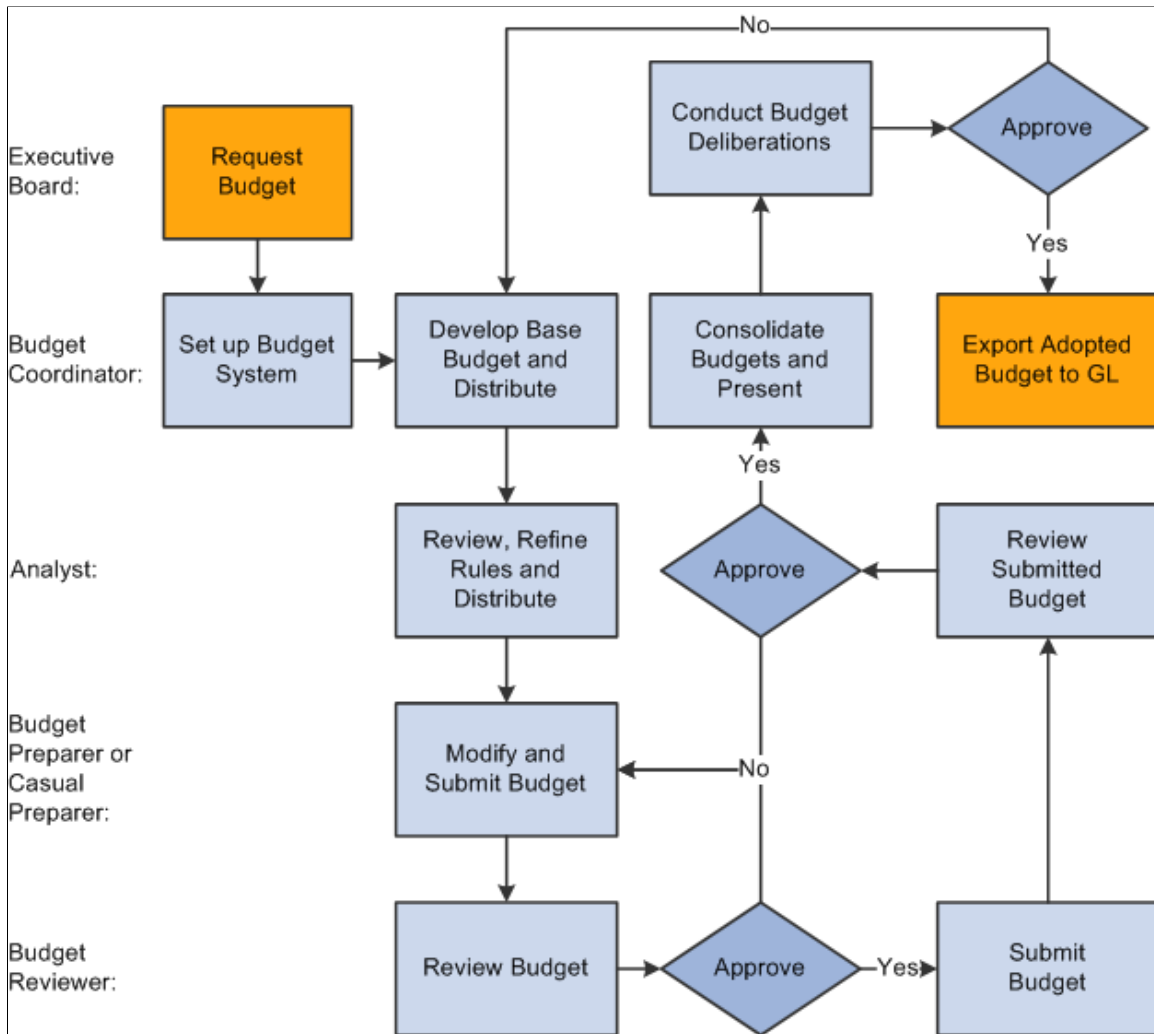 No
Executive
Board:
Request
Budget
Conduct Budget
Deliberations
Approve
Yes
Budget
Coordinator:
Set up Budget
System
Develop Base
Budget and
Distribute
Consolidate
Budgets and
Present
Export Adopted
Budget to GL
Yes
Analyst:
Review, Refine
Rules and
Distribute
Approve
Review
Submitted
Budget
Budget
Preparer or
Casual
Preparer:
Modify and
Submit Budget
No
Budget
Reviewer:
Review Budget
Approve
Yes
Submit
Budget